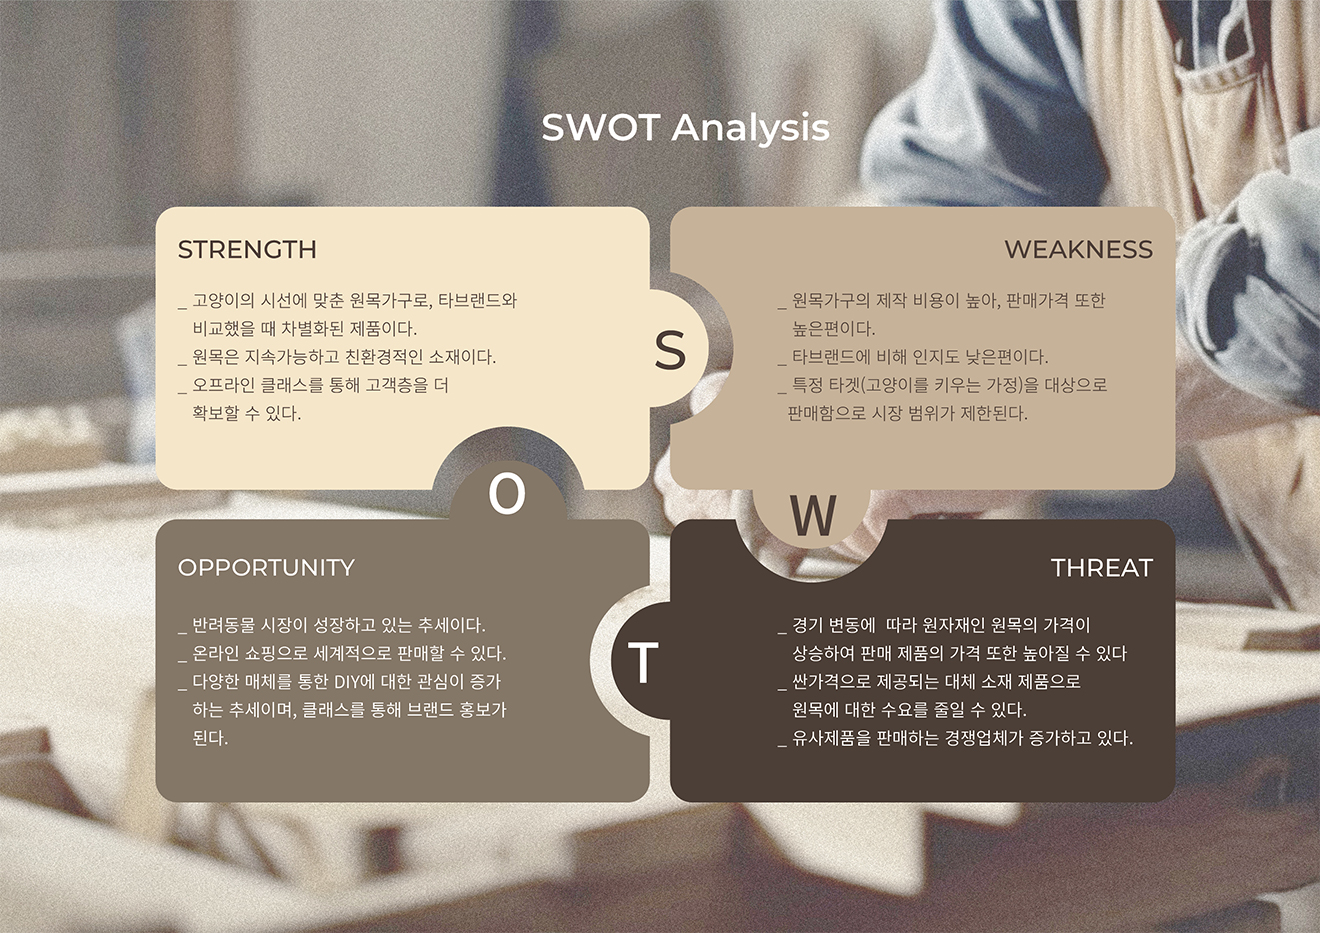 SWOT Analysis
STRENGTH
_ 고양이의 시선에 맞춘 원목가구로, 타브랜드와
비교했을 때 차별화된 제품이다.
_ 원목은 지속가능하고 친환경적인 소재이다.
_ 오프라인 클래스를 통해 고객층을 더
확보할 수 있다.
S
WEAKNESS
_ 원목가구의 제작 비용이 높아, 판매가격 또한
높은편이다.
_ 타브랜드에 비해 인지도 낮은편이다.
_ 특정 타겟(고양이를 키우는 가정)을 대상으로
판매함으로 시장 범위가 제한된다.
W
O
OPPORTUNITY
_ 반려동물 시장이 성장하고 있는 추세이다.
_ 온라인 쇼핑으로 세계적으로 판매할 수 있다.
_ 다양한 매체를 통한 DIY에 대한 관심이 증가
하는 추세이며, 클래스를 통해 브랜드 홍보가
된다.
T
THREAT
_ 경기 변동에  따라 원자재인 원목의 가격이
상승하여 판매 제품의 가격 또한 높아질 수 있다
_ 싼가격으로 제공되는 대체 소재 제품으로
원목에 대한 수요를 줄일 수 있다.
_ 유사제품을 판매하는 경쟁업체가 증가하고 있다.